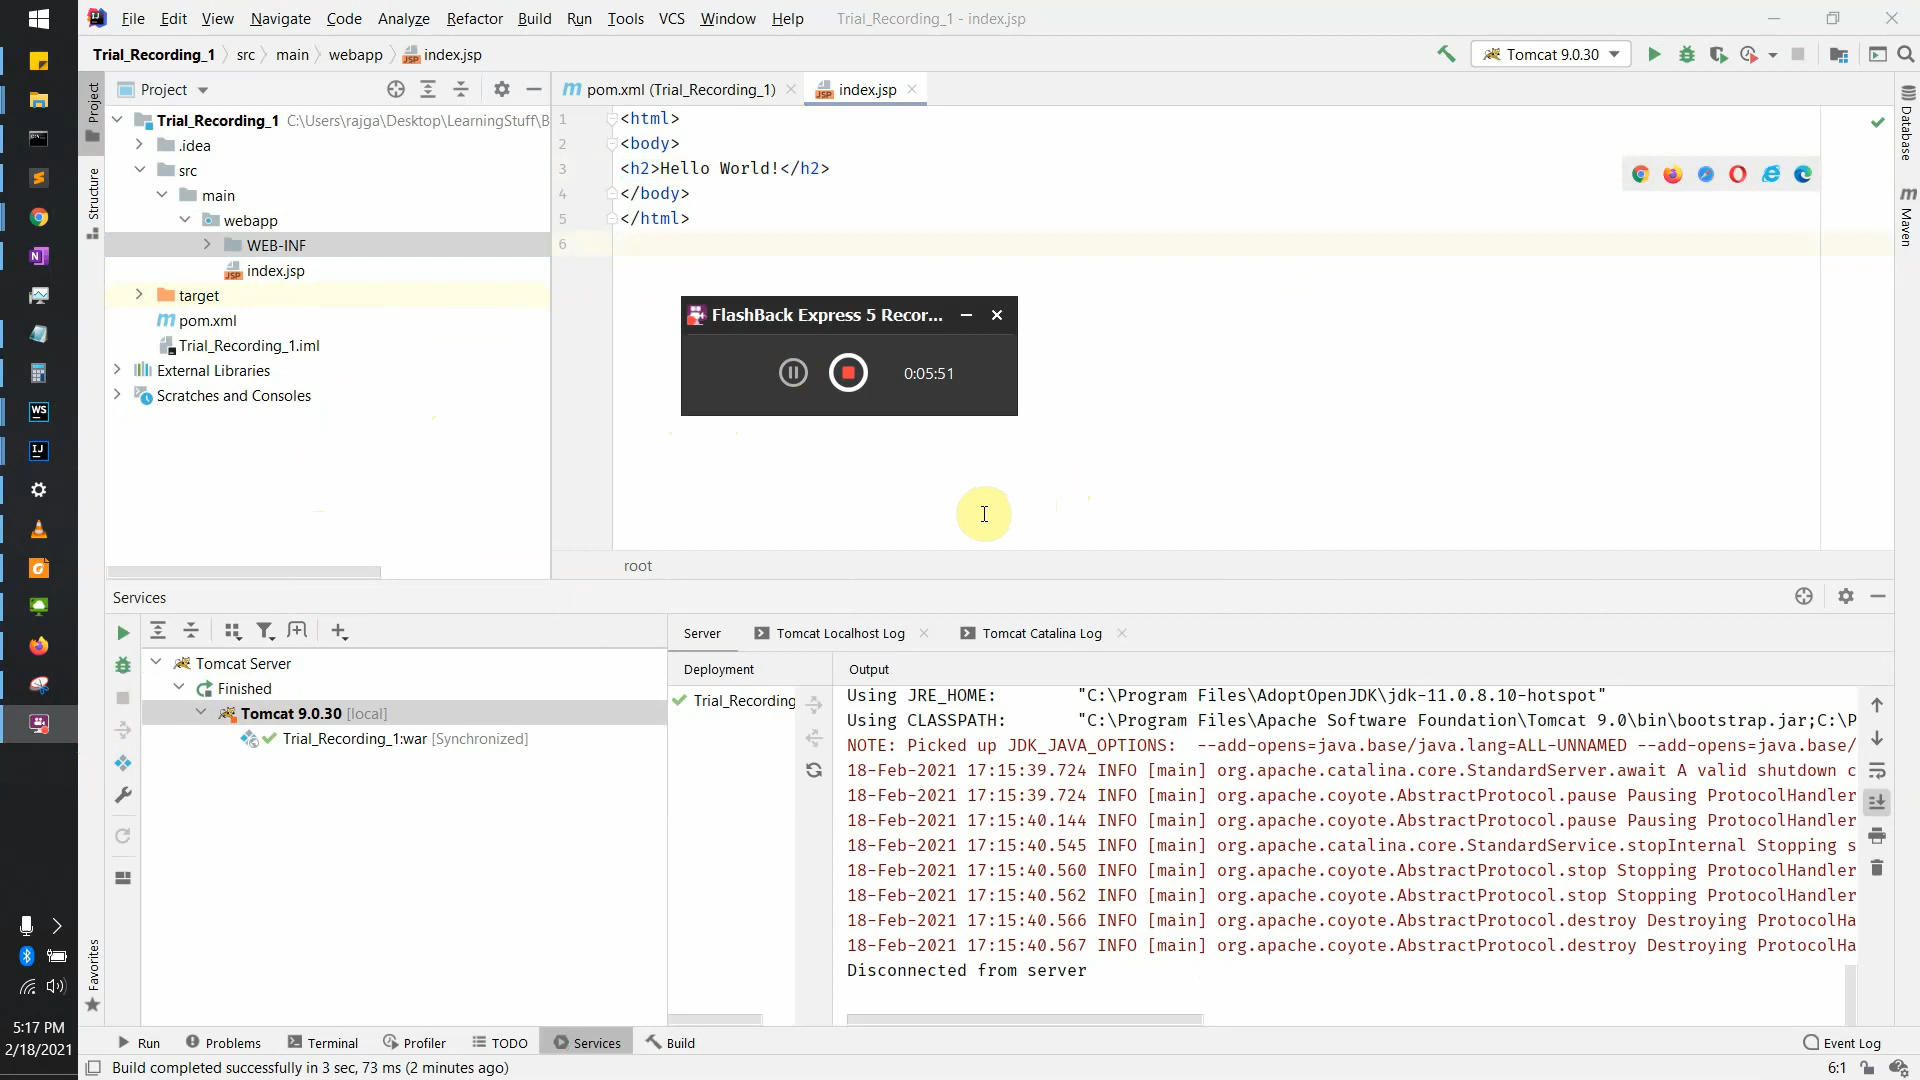 File Edit View Navigate Code Analyze Refactor Build Run Tools VCS Window Help Trial_Recording_1 - index.jsp
Trial_Recording_1 src main webapp index.jsp Tomcat 9.0.30
Project
Project
pom.xml (Trial_Recording_1)
index.jsp
Structure
Database
Maven
Trial_Recording_1 C:\Users\rajga\Desktop\LearningStuff\B
.idea
src
main
webapp
WEB-INF
index.jsp
target
pom.xml
Trial_Recording_1.iml
External Libraries
Scratches and Consoles
1 <html>
2 <body>
3 <h2>Hello World!</h2>
4 </body>
5 </html>
6
FlashBack Express 5 Recor...
0:05:51
root
Services
Server Tomcat Localhost Log Tomcat Catalina Log
Tomcat Server
Finished
Tomcat 9.0.30 [local]
Trial_Recording_1:war [Synchronized]
Deployment
Trial_Recording
Output
Using JRE_HOME: "C:\Program Files\AdoptOpenJDK\jdk-11.0.8.10-hotspot"
Using CLASSPATH: "C:\Program Files\Apache Software Foundation\Tomcat 9.0\bin\bootstrap.jar;C:\P
NOTE: Picked up JDK_JAVA_OPTIONS: --add-opens=java.base/java.lang=ALL-UNNAMED --add-opens=java.base/
18-Feb-2021 17:15:39.724 INFO [main] org.apache.catalina.core.StandardServer.await A valid shutdown c
18-Feb-2021 17:15:39.724 INFO [main] org.apache.coyote.AbstractProtocol.pause Pausing ProtocolHandler
18-Feb-2021 17:15:40.144 INFO [main] org.apache.coyote.AbstractProtocol.pause Pausing ProtocolHandler
18-Feb-2021 17:15:40.545 INFO [main] org.apache.catalina.core.StandardService.stopInternal Stopping s
18-Feb-2021 17:15:40.560 INFO [main] org.apache.coyote.AbstractProtocol.stop Stopping ProtocolHandler
18-Feb-2021 17:15:40.562 INFO [main] org.apache.coyote.AbstractProtocol.stop Stopping ProtocolHandler
18-Feb-2021 17:15:40.566 INFO [main] org.apache.coyote.AbstractProtocol.destroy Destroying ProtocolHa
18-Feb-2021 17:15:40.567 INFO [main] org.apache.coyote.AbstractProtocol.destroy Destroying ProtocolHa
Disconnected from server
Favorites
Run Problems Terminal Profiler TODO Services Build Event Log
Build completed successfully in 3 sec, 73 ms (2 minutes ago) 6:1
WS
IJ
5:17 PM
2/18/2021